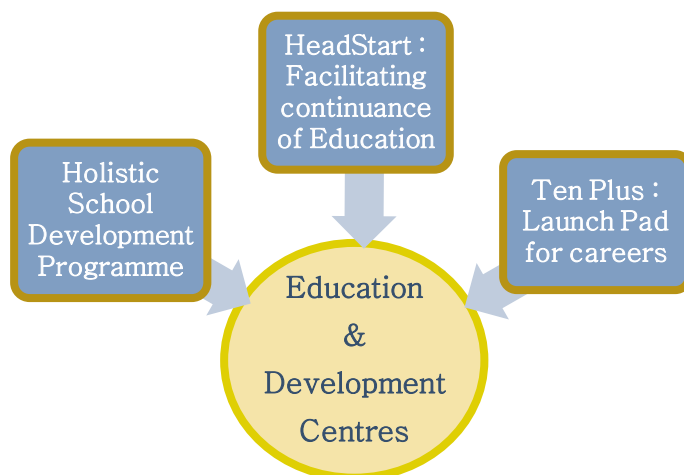 HeadStart :
Facilitating
continuance
of Education
Holistic
School
Development
Programme
Ten Plus :
Launch Pad
for careers
Education
&
Development
Centres